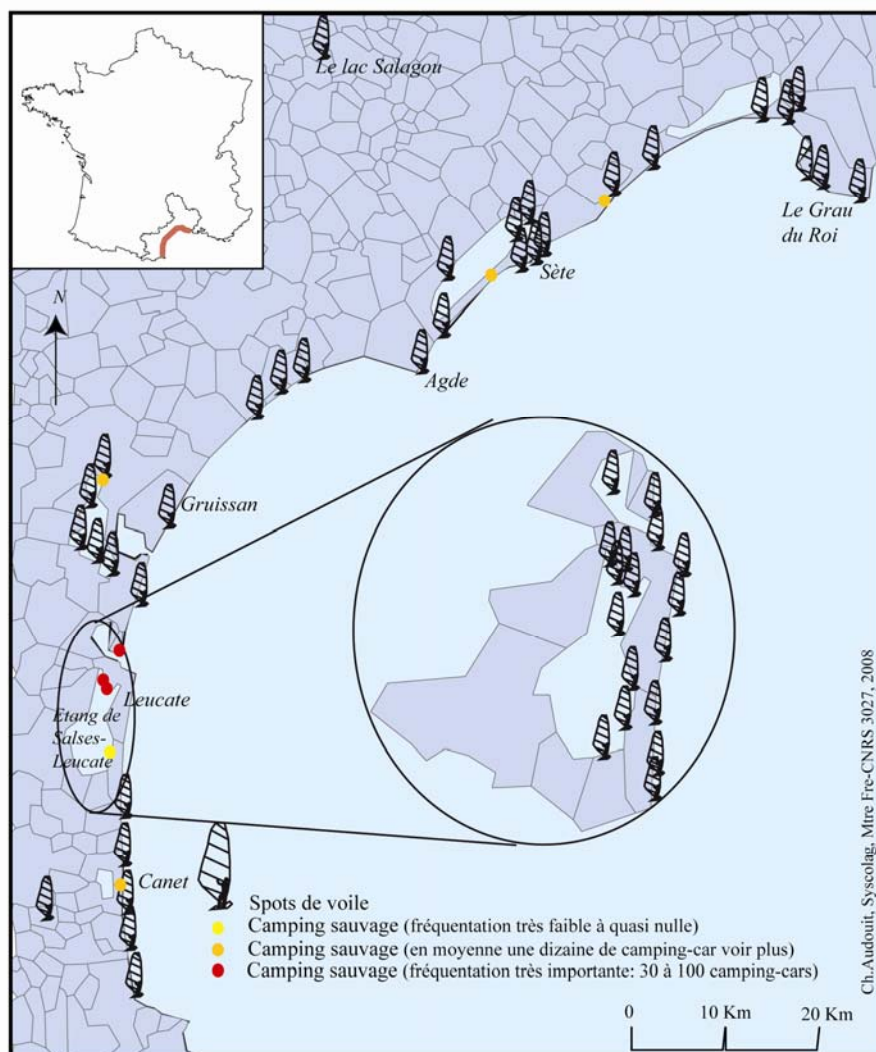 Le lac Salagou
Le Grau
du Roi
Sète
N
Agde
Gruissan
Leucate
Etang de
Salses-
Leucate
Canet
Spots de voile
Camping sauvage (fréquentation très faible à quasi nulle)
Camping sauvage (en moyenne une dizaine de camping-car voir plus)
Camping sauvage (fréquentation très importante: 30 à 100 camping-cars)
0 10 Km 20 Km
Ch.Audouit, Syscolag, Mtre Fre-CNRS 3027, 2008